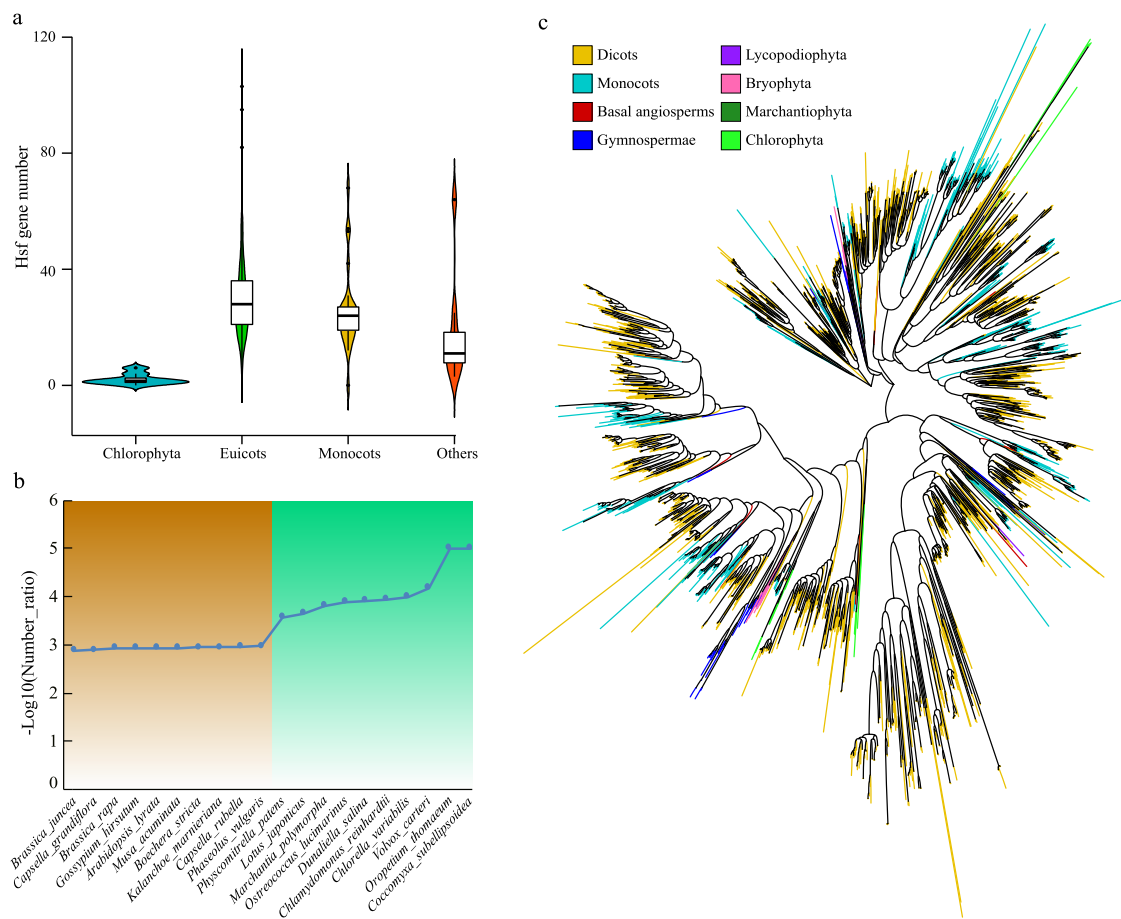 a
120
80
40
0
Hsf gene number
Chlorophyta
Euicots
Monocots
Others
b
6
5
4
3
2
1
0
-Log10(Number_ratio)
Brassica_juncea
Capsella_grandiflora
Brassica_rapa
Gossypium_hirsutum
Arabidopsis_lyrata
Musa_acuminata
Boechera_stricta
Kalanchoe_marnieriana
Capsella_rubella
Phaseolus_vulgaris
Physcomitrella_patens
Lotus_japonicus
Marchantia_polymorpha
Ostreococcus_lucimarinus
Dunaliella_salina
Chlamydomonas_reinhardtii
Chlorella_variabilis
Volvox_carteri
Oropetium_thomaeum
Coccomyxa_subellipsoidea
c
Dicots
Monocots
Basal angiosperms
Gymnospermae
Lycopodiophyta
Bryophyta
Marchantiophyta
Chlorophyta